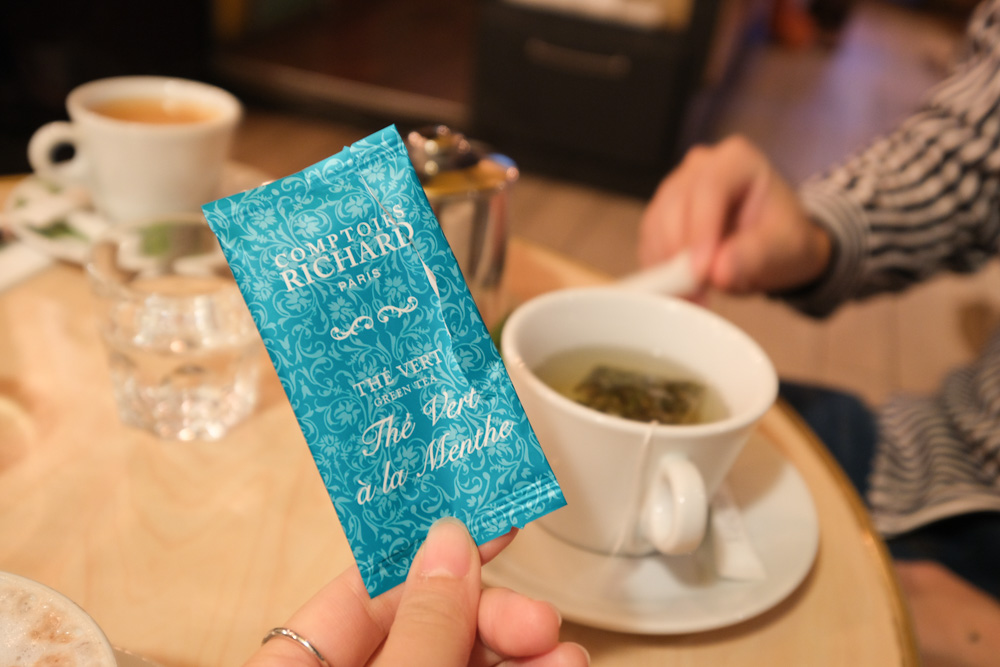 COMPTOIRS
RICHARD
PARIS
THÉ VERT
GREEN TEA
Thé Vert
à la Menthe